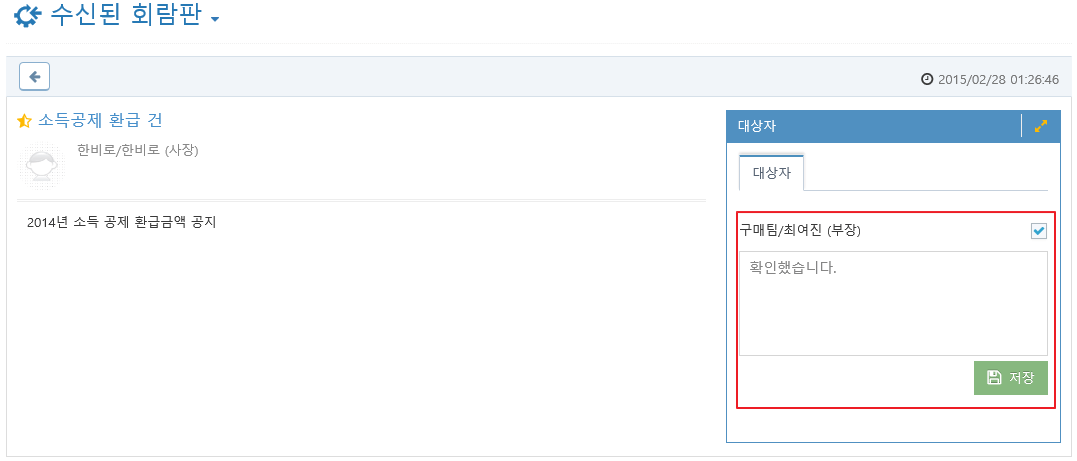 수신된 회람판
2015/02/28 01:26:46
소득공제 환급 건
한비로/한비로 (사장)
2014년 소득 공제 환급금액 공지
대상자
대상자
구매팀/최여진 (부장)
확인했습니다.
저장